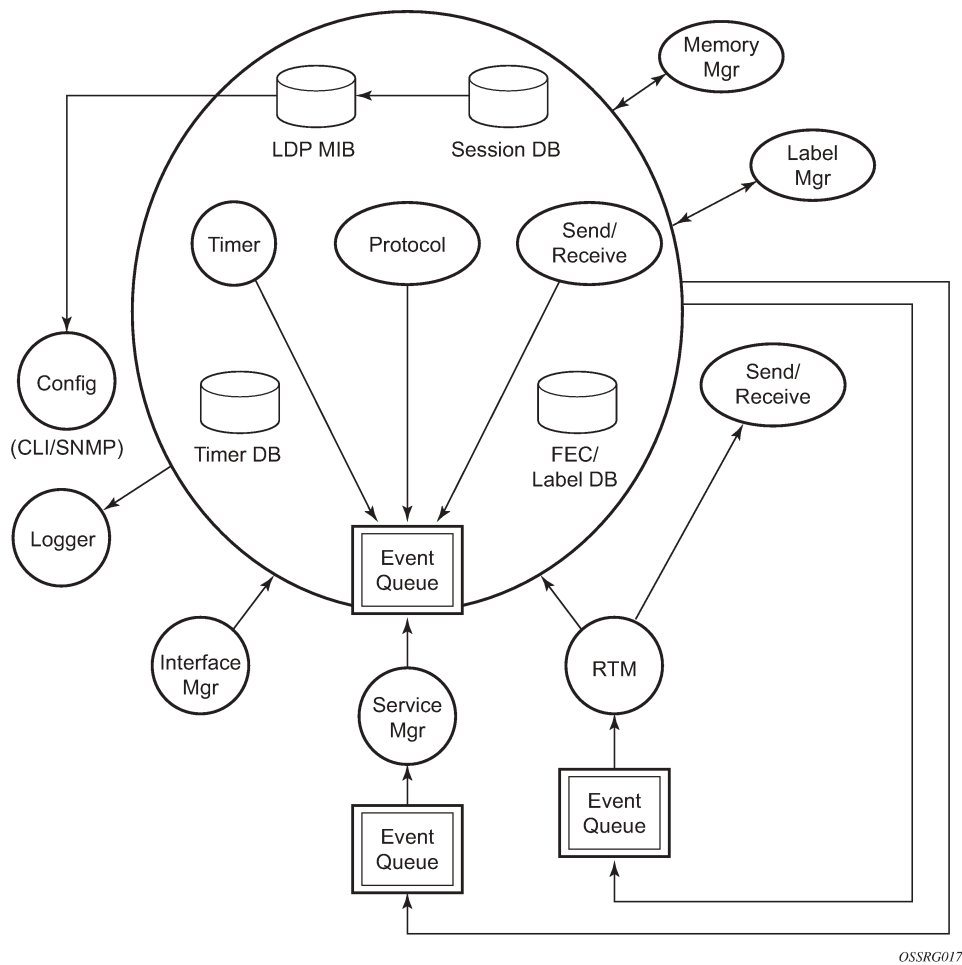 Memory
Mgr
LDP MIB
Session DB
Label
Mgr
Timer
Protocol
Send/
Receive
Config
(CLI/SNMP)
Timer DB
FEC/
Label DB
Send/
Receive
Logger
Event
Queue
Interface
Mgr
Service
Mgr
RTM
Event
Queue
Event
Queue
OSSRG017